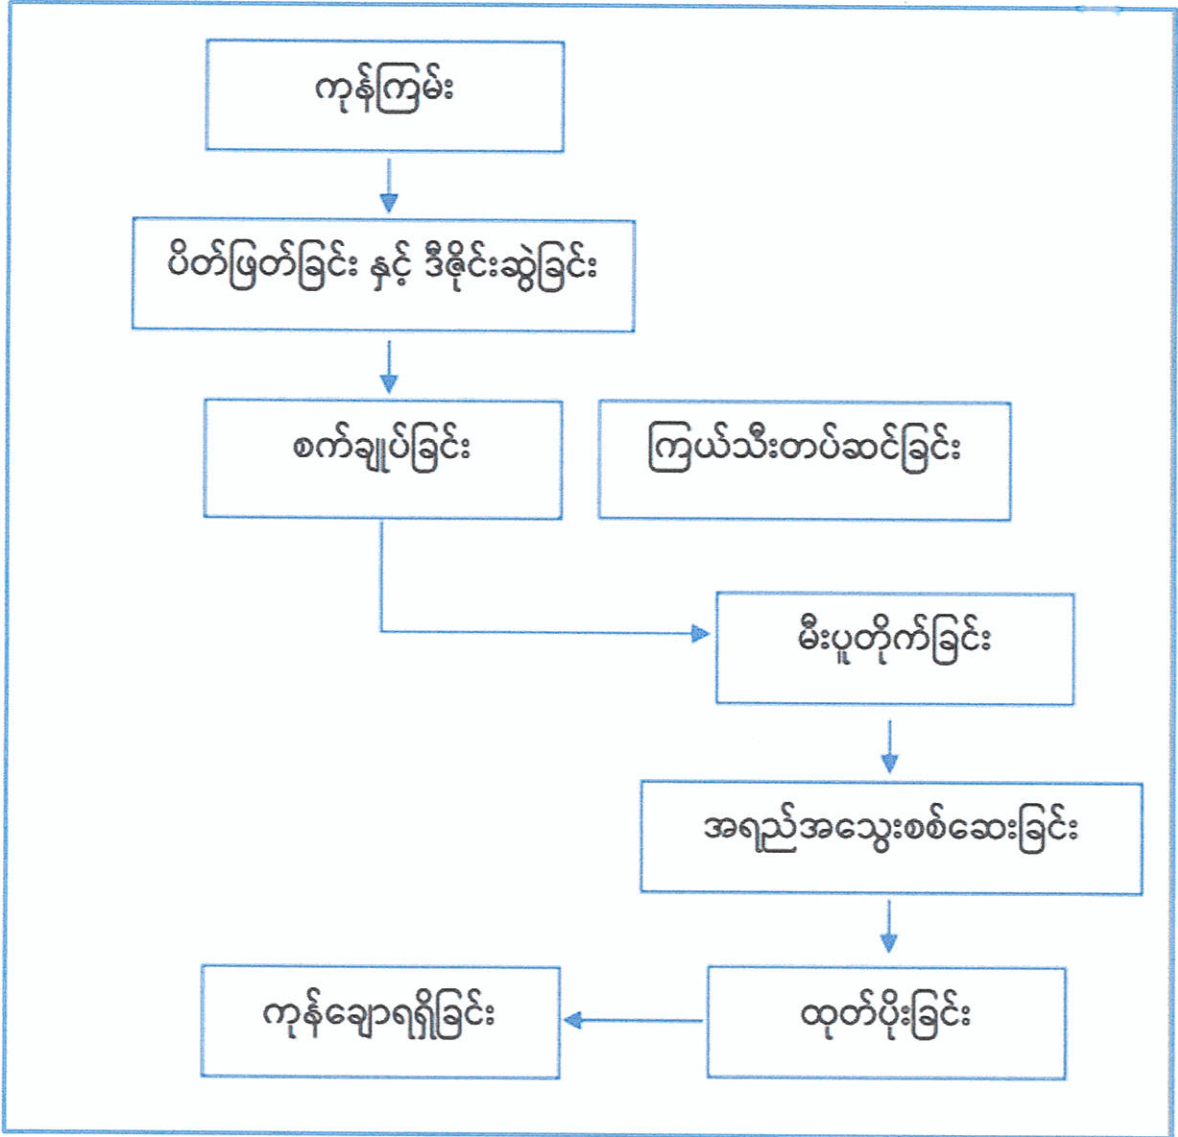 ကုန်ကြမ်း
ပိတ်ဖြတ်ခြင်း နှင့် ဒီဇိုင်းဆွဲခြင်း
စက်ချုပ်ခြင်း
ကြယ်သီးတပ်ဆင်ခြင်း
မီးပူတိုက်ခြင်း
အရည်အသွေးစစ်ဆေးခြင်း
ထုတ်ပိုးခြင်း
ကုန်ချောရရှိခြင်း